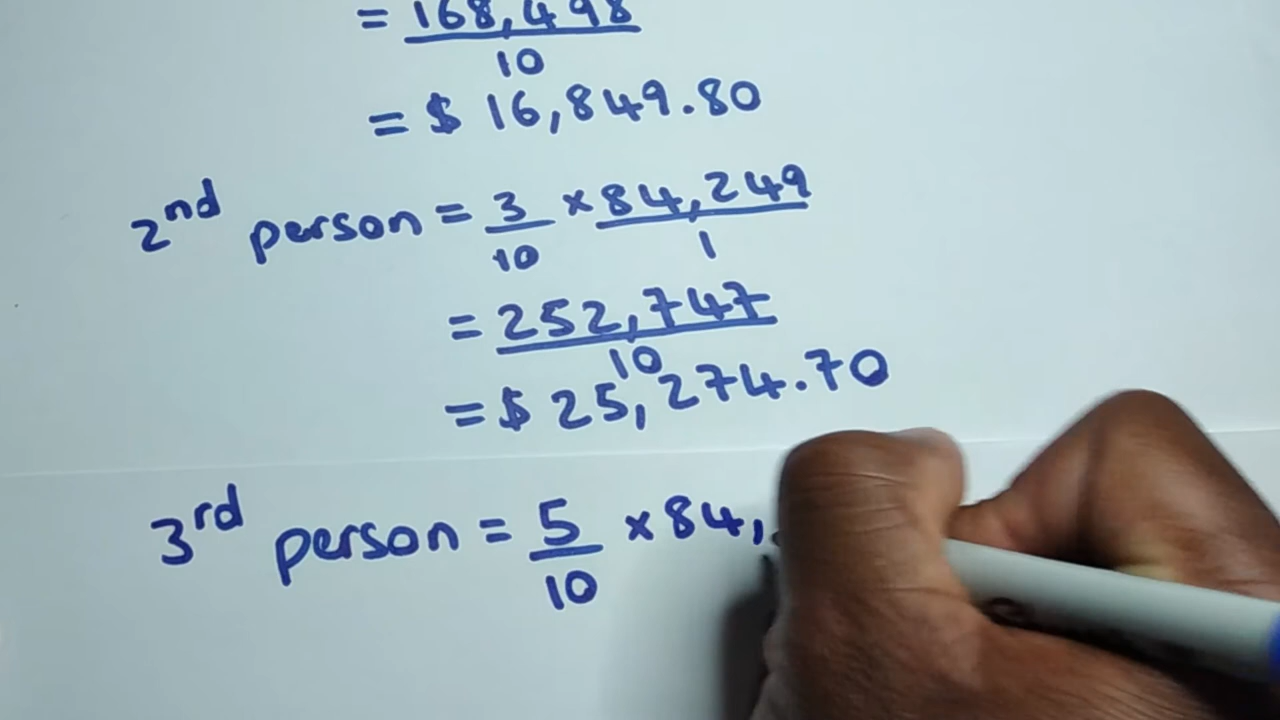 = 168,498
10
= $ 16,849.80
2nd person = 3 × 84,249
10 1
= 252,747
10
= $ 25,274.70
3rd person = 5 × 84,
10